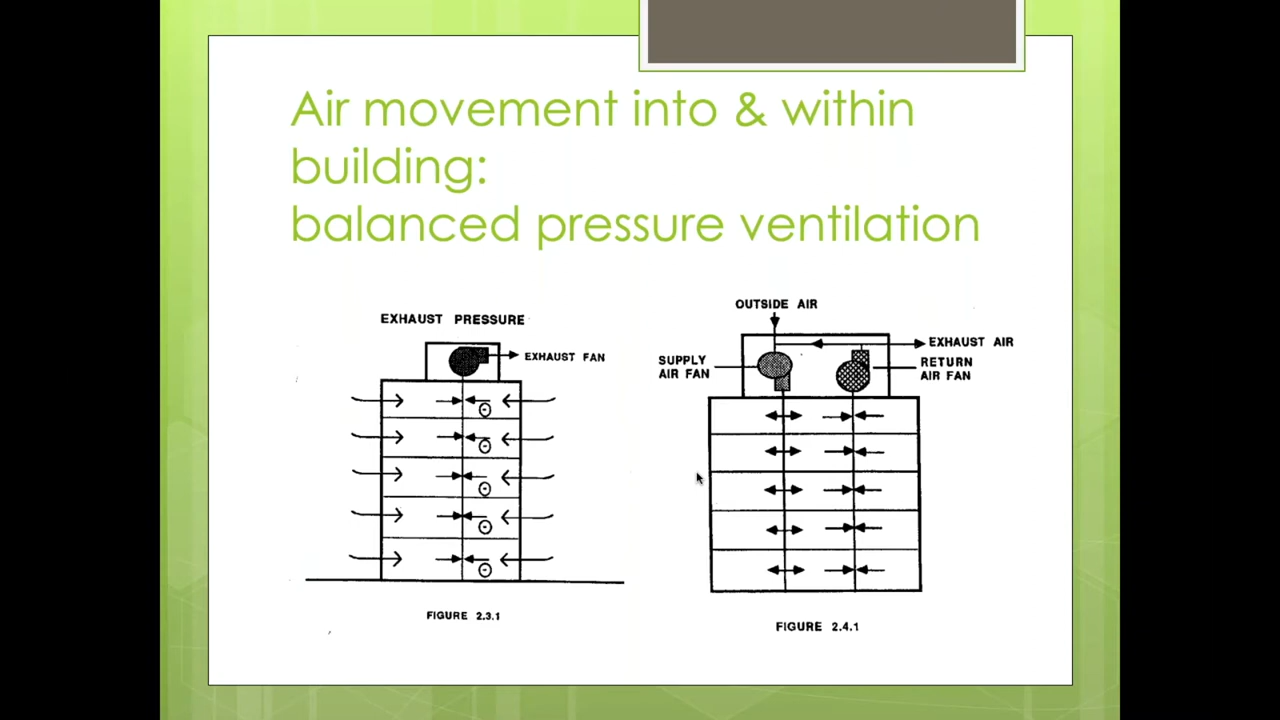 Air movement into & within
building:
balanced pressure ventilation
EXHAUST PRESSURE
EXHAUST FAN
FIGURE 2.3.1
OUTSIDE AIR
EXHAUST AIR
SUPPLY
AIR FAN
RETURN
AIR FAN
FIGURE 2.4.1